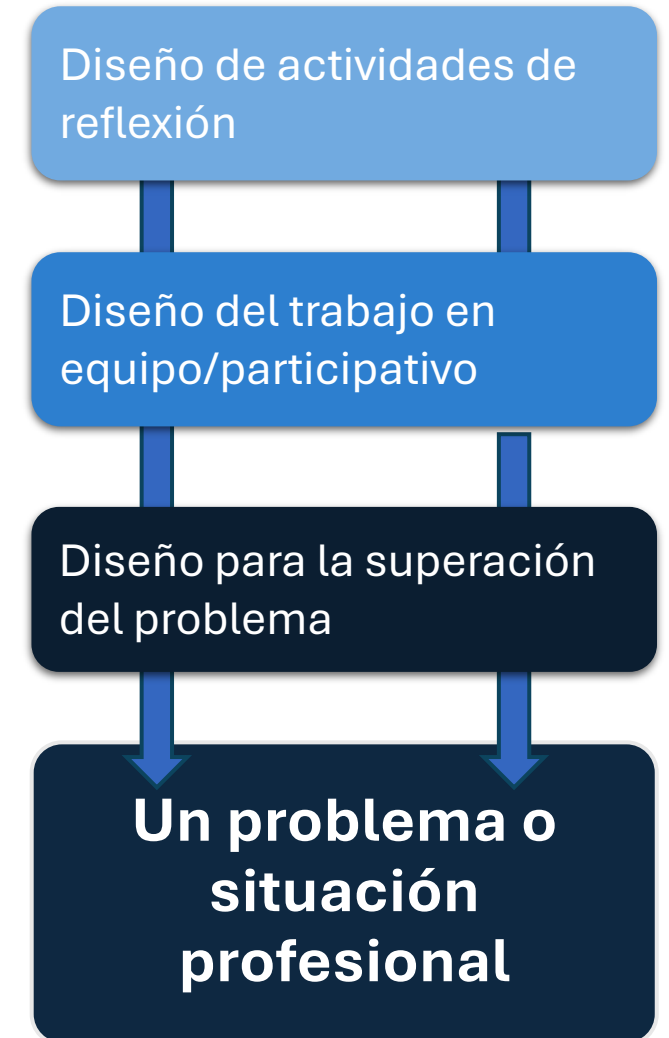 Diseño de actividades de
reflexión
Diseño del trabajo en
equipo/participativo
Diseño para la superación
del problema
Un problema o
situación
profesional